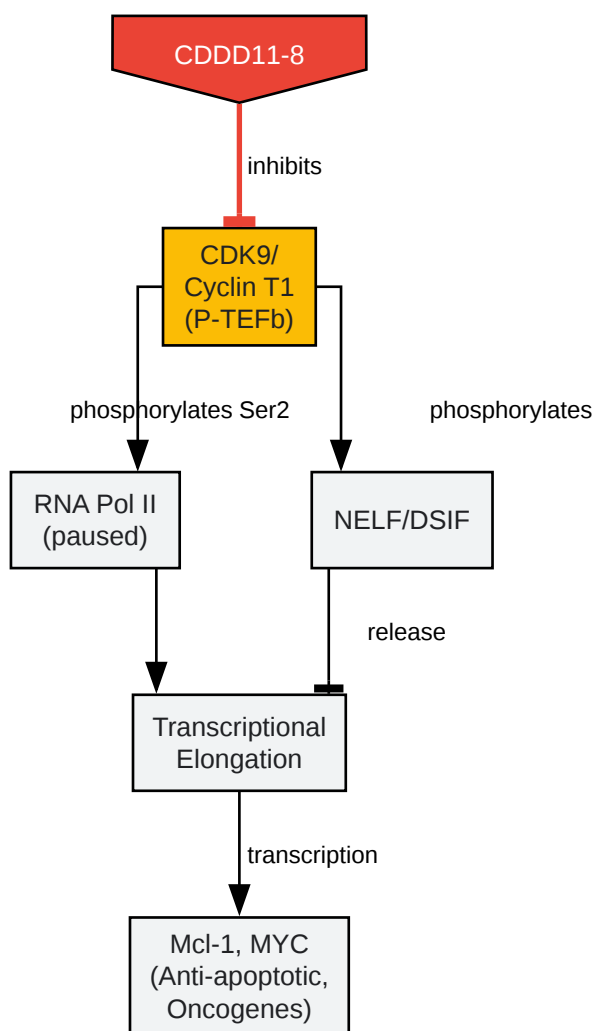 CDDD11-8
inhibits
CDK9/
Cyclin T1
(P-TEFb)
phosphorylates Ser2
phosphorylates
RNA Pol II
(paused)
NELF/DSIF
release
Transcriptional
Elongation
transcription
Mcl-1, MYC
(Anti-apoptotic,
Oncogenes)